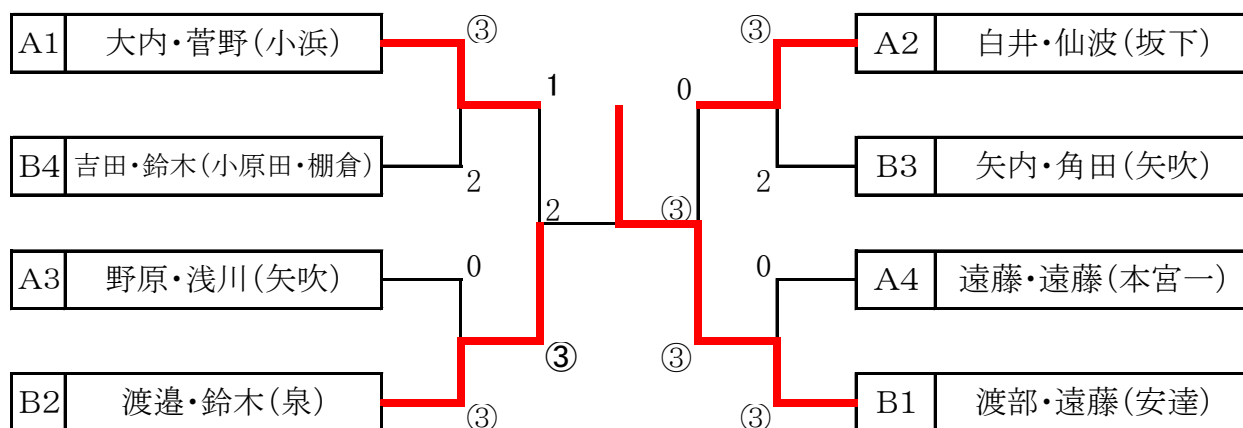 ③ ③
A1 大内・菅野(小浜) A2 白井・仙波(坂下)
1 0
B4 吉田・鈴木(小原田・棚倉) B3 矢内・角田(矢吹)
2 2
2 ③
0 0
A3 野原・浅川(矢吹) A4 遠藤・遠藤(本宮一)
③ ③
B2 渡邉・鈴木(泉) B1 渡部・遠藤(安達)
③ ③